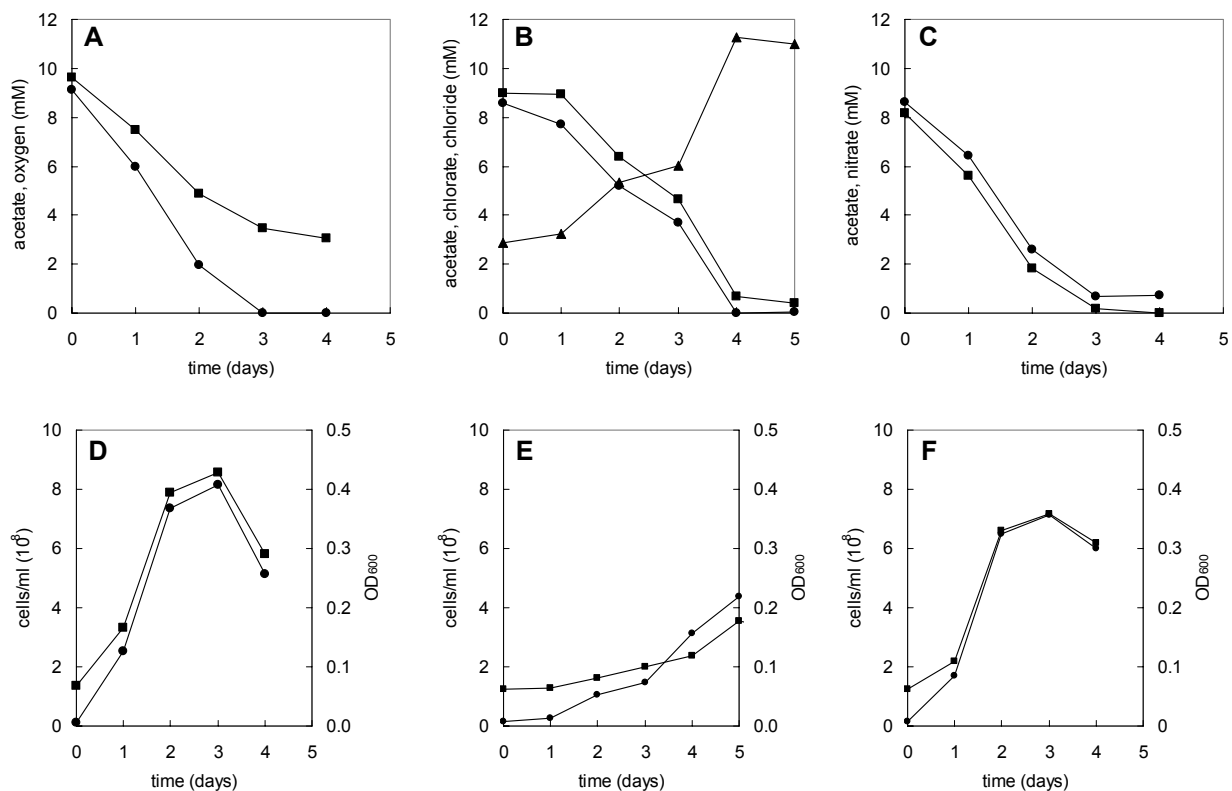 A
12
10
8
6
4
2
0
acetate, oxygen (mM)
0 1 2 3 4 5
time (days)
B
12
10
8
6
4
2
0
acetate, chlorate, chloride (mM)
0 1 2 3 4 5
time (days)
C
12
10
8
6
4
2
0
acetate, nitrate (mM)
0 1 2 3 4 5
time (days)
D
10
8
6
4
2
0
cells/ml (10⁸)
0.5
0.4
0.3
0.2
0.1
0.0
OD₆₀₀
0 1 2 3 4 5
time (days)
E
10
8
6
4
2
0
cells/ml (10⁸)
0.5
0.4
0.3
0.2
0.1
0.0
OD₆₀₀
0 1 2 3 4 5
time (days)
F
10
8
6
4
2
0
cells/ml (10⁸)
0.5
0.4
0.3
0.2
0.1
0.0
OD₆₀₀
0 1 2 3 4 5
time (days)